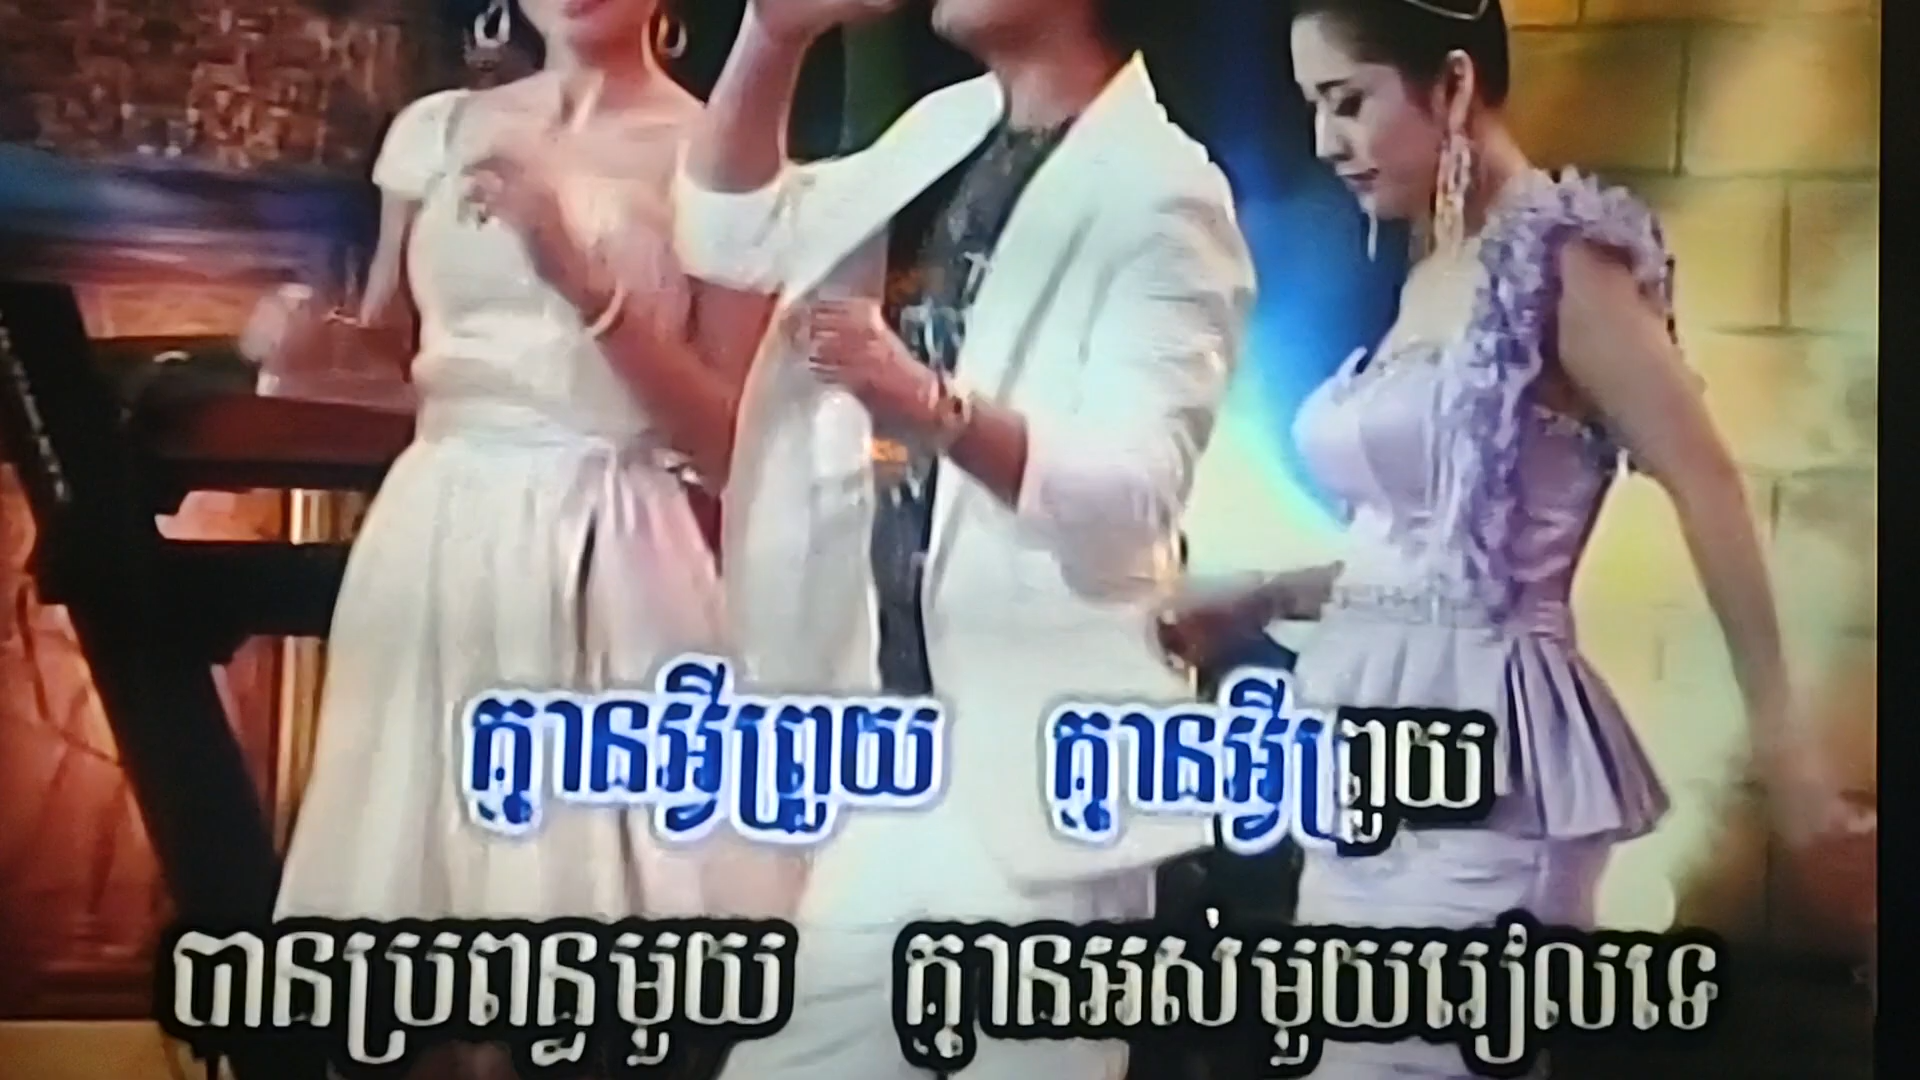 គ្មានអ្វីព្រួយ គ្មានអ្វីព្រួយ
បានប្រពន្ធមួយ គ្មានអស់មួយរៀលទេ